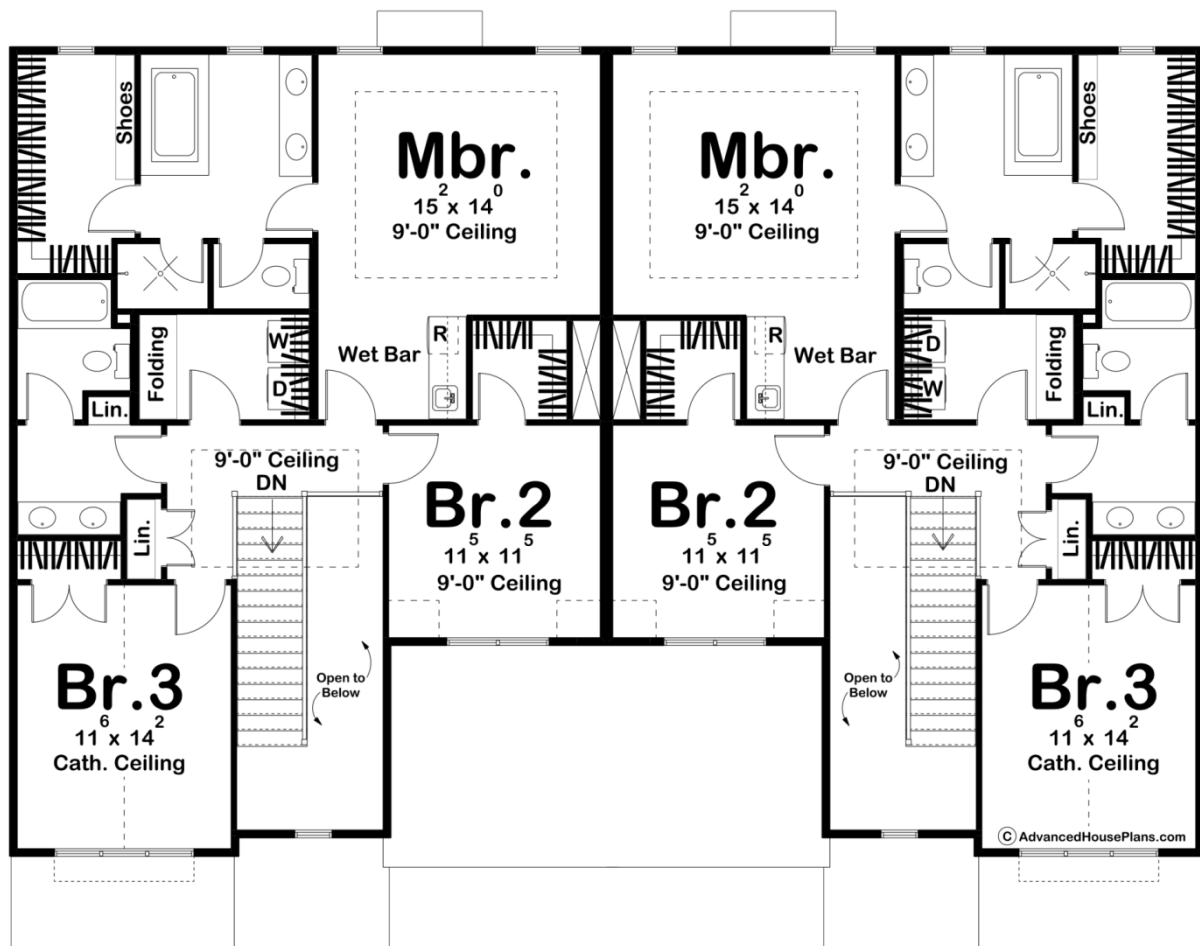 Shoes
Mbr.
15² x 14⁰
9'-0" Ceiling
Mbr.
15² x 14⁰
9'-0" Ceiling
Shoes
Folding
W
D
R
Wet Bar
R
Wet Bar
D
W
Folding
Lin.
Lin.
9'-0" Ceiling
DN
Br.2
11⁵ x 11⁵
9'-0" Ceiling
Br.2
11⁵ x 11⁵
9'-0" Ceiling
9'-0" Ceiling
DN
Lin.
Lin.
Br.3
11⁶ x 14²
Cath. Ceiling
Open to
Below
Open to
Below
Br.3
11⁶ x 14²
Cath. Ceiling
© AdvancedHousePlans.com